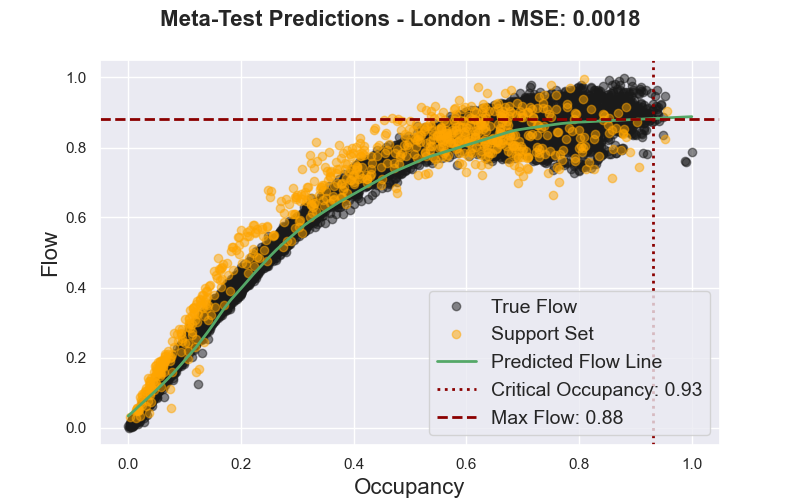 Meta-Test Predictions - London - MSE: 0.0018
Flow
1.0
0.8
0.6
0.4
0.2
0.0
True Flow
Support Set
Predicted Flow Line
Critical Occupancy: 0.93
Max Flow: 0.88
0.0 0.2 0.4 0.6 0.8 1.0
Occupancy